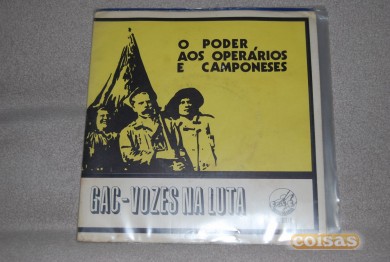 O PODER
AOS OPERÁRIOS
E CAMPONESES
GAC-VOZES NA LUTA
coisas